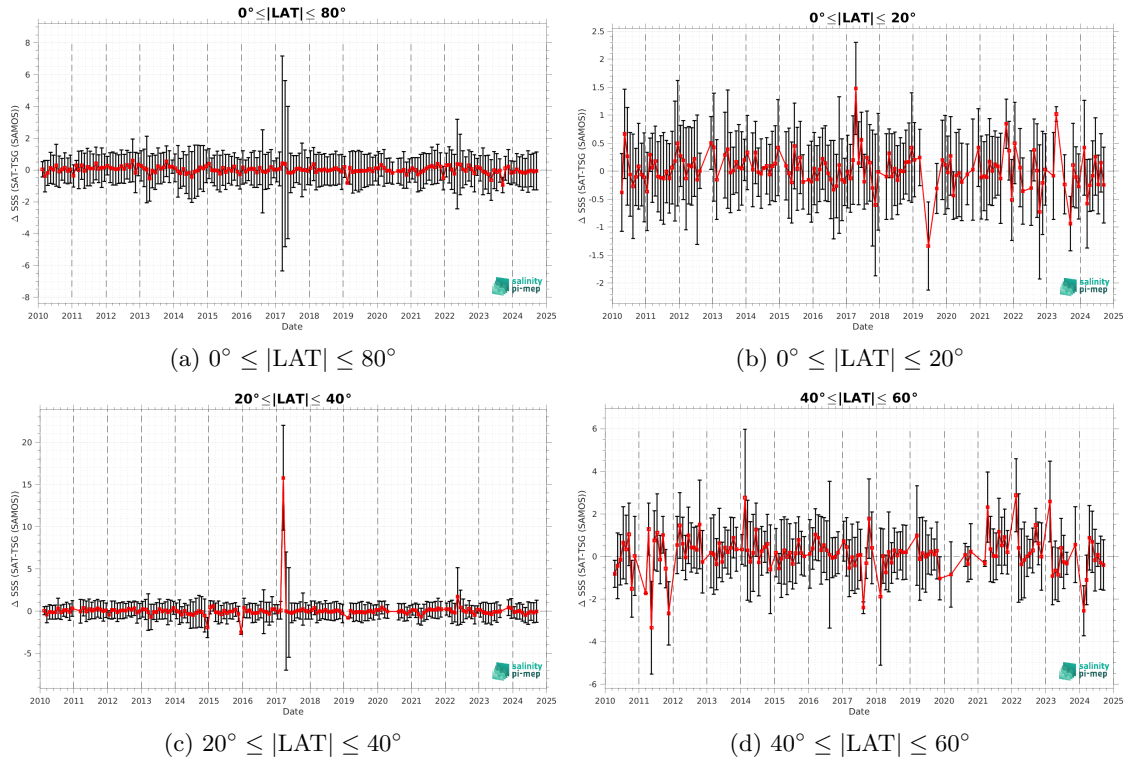 0°≤|LAT|≤ 80°
Δ SSS (SAT-TSG (SAMOS))
8
6
4
2
0
-2
-4
-6
-8
2010 2011 2012 2013 2014 2015 2016 2017 2018 2019 2020 2021 2022 2023 2024 2025
Date
salinity
pi-mep
(a) 0° ≤ |LAT| ≤ 80°
0°≤|LAT|≤ 20°
Δ SSS (SAT-TSG (SAMOS))
2.5
2
1.5
1
0.5
0
-0.5
-1
-1.5
-2
2010 2011 2012 2013 2014 2015 2016 2017 2018 2019 2020 2021 2022 2023 2024 2025
Date
salinity
pi-mep
(b) 0° ≤ |LAT| ≤ 20°
20°≤|LAT|≤ 40°
Δ SSS (SAT-TSG (SAMOS))
20
15
10
5
0
-5
2010 2011 2012 2013 2014 2015 2016 2017 2018 2019 2020 2021 2022 2023 2024 2025
Date
salinity
pi-mep
(c) 20° ≤ |LAT| ≤ 40°
40°≤|LAT|≤ 60°
Δ SSS (SAT-TSG (SAMOS))
6
4
2
0
-2
-4
-6
2010 2011 2012 2013 2014 2015 2016 2017 2018 2019 2020 2021 2022 2023 2024 2025
Date
salinity
pi-mep
(d) 40° ≤ |LAT| ≤ 60°